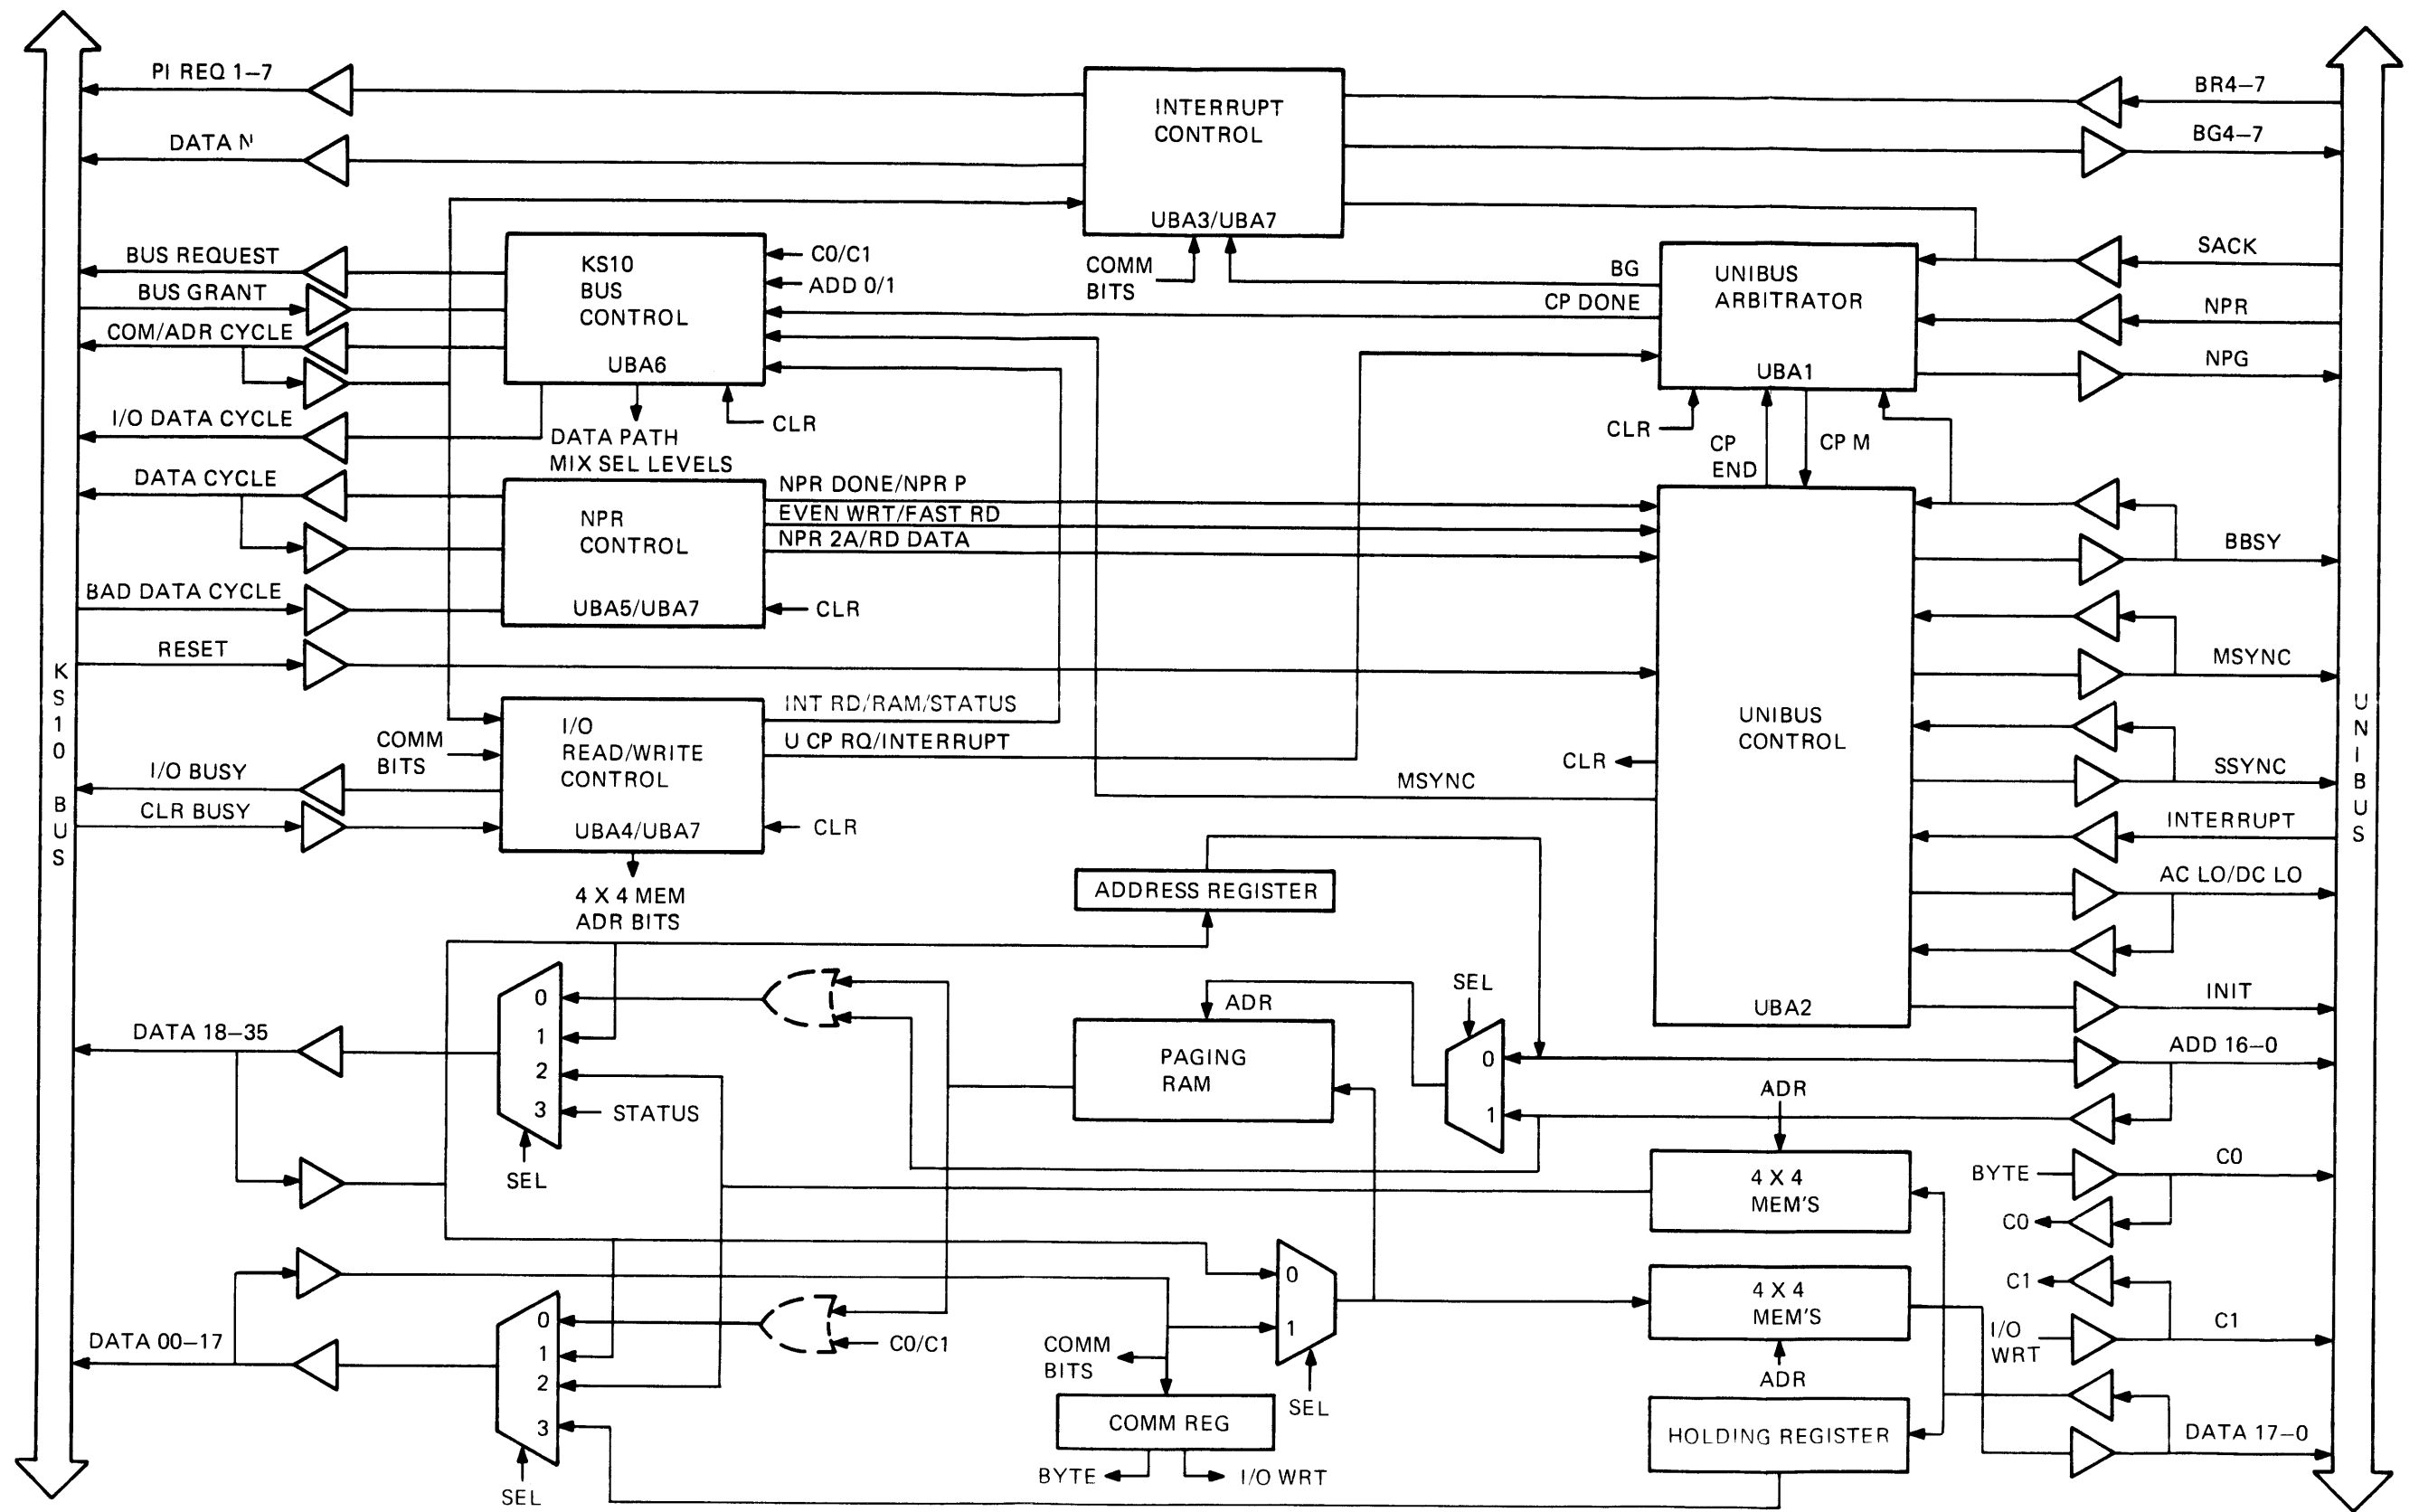 PI REQ 1–7
DATA N
BUS REQUEST
BUS GRANT
COM/ADR CYCLE
I/O DATA CYCLE
DATA CYCLE
BAD DATA CYCLE
RESET
I/O BUSY
CLR BUSY
DATA 18–35
DATA 00–17
KS10 BUS
INTERRUPT
CONTROL
UBA3/UBA7
COMM
BITS
KS10
BUS
CONTROL
UBA6
C0/C1
ADD 0/1
CLR
DATA PATH
MIX SEL LEVELS
BG
CP DONE
UNIBUS
ARBITRATOR
UBA1
CLR
CP
END
CP M
NPR
CONTROL
UBA5/UBA7
NPR DONE/NPR P
EVEN WRT/FAST RD
NPR 2A/RD DATA
CLR
I/O
READ/WRITE
CONTROL
UBA4/UBA7
COMM
BITS
INT RD/RAM/STATUS
U CP RQ/INTERRUPT
CLR
4 X 4 MEM
ADR BITS
MSYNC
CLR
UNIBUS
CONTROL
UBA2
ADDRESS REGISTER
0
1
2
3
STATUS
SEL
ADR
PAGING
RAM
SEL
0
1
ADR
4 X 4
MEM'S
4 X 4
MEM'S
ADR
HOLDING REGISTER
0
1
2
3
C0/C1
SEL
COMM
BITS
0
1
SEL
COMM REG
BYTE
I/O WRT
BR4–7
BG4–7
SACK
NPR
NPG
BBSY
MSYNC
SSYNC
INTERRUPT
AC LO/DC LO
INIT
ADD 16–0
BYTE
C0
C0
C1
I/O
WRT
C1
DATA 17–0
UNIBUS